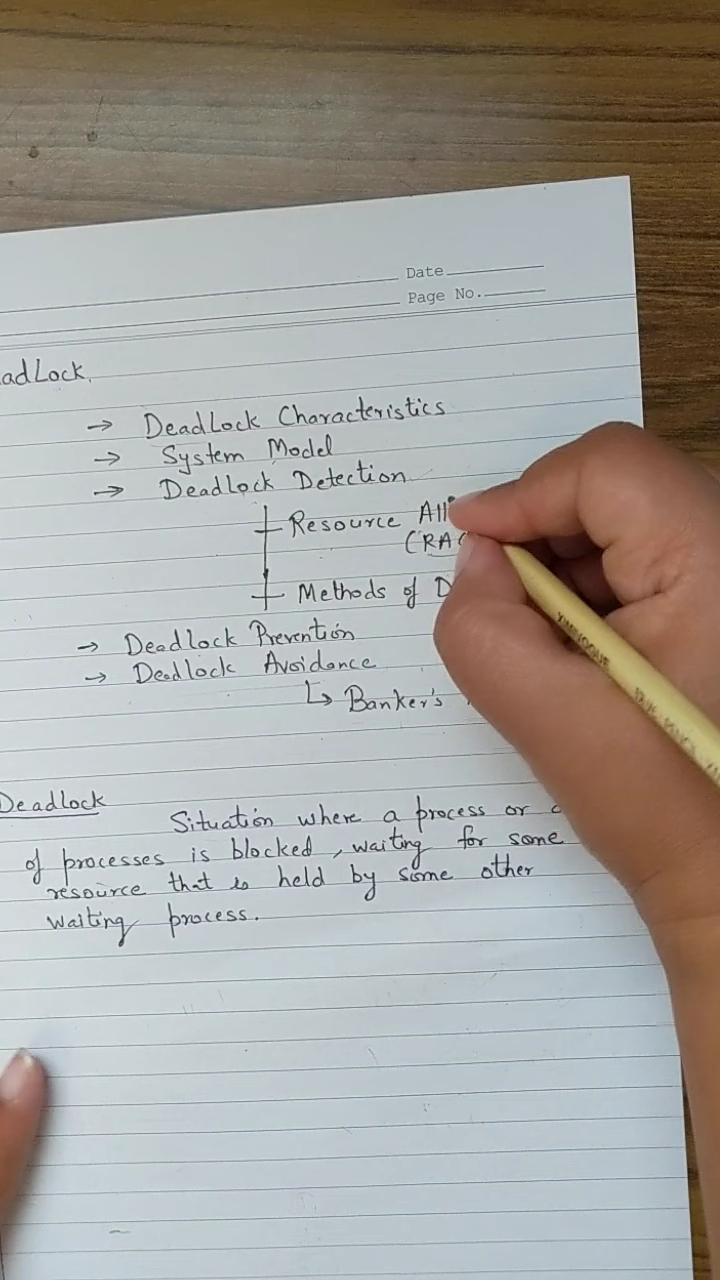 Date
Page No.
adLock.
→ DeadLock Characteristics
→ System Model
→ Deadlock Detection
Resource All
(RA
Methods of D
→ Deadlock Prevention
→ Deadlock Avoidance
↳ Banker's
Deadlock
Situation where a process or
of processes is blocked, waiting for some
resource that is held by some other
waiting process.